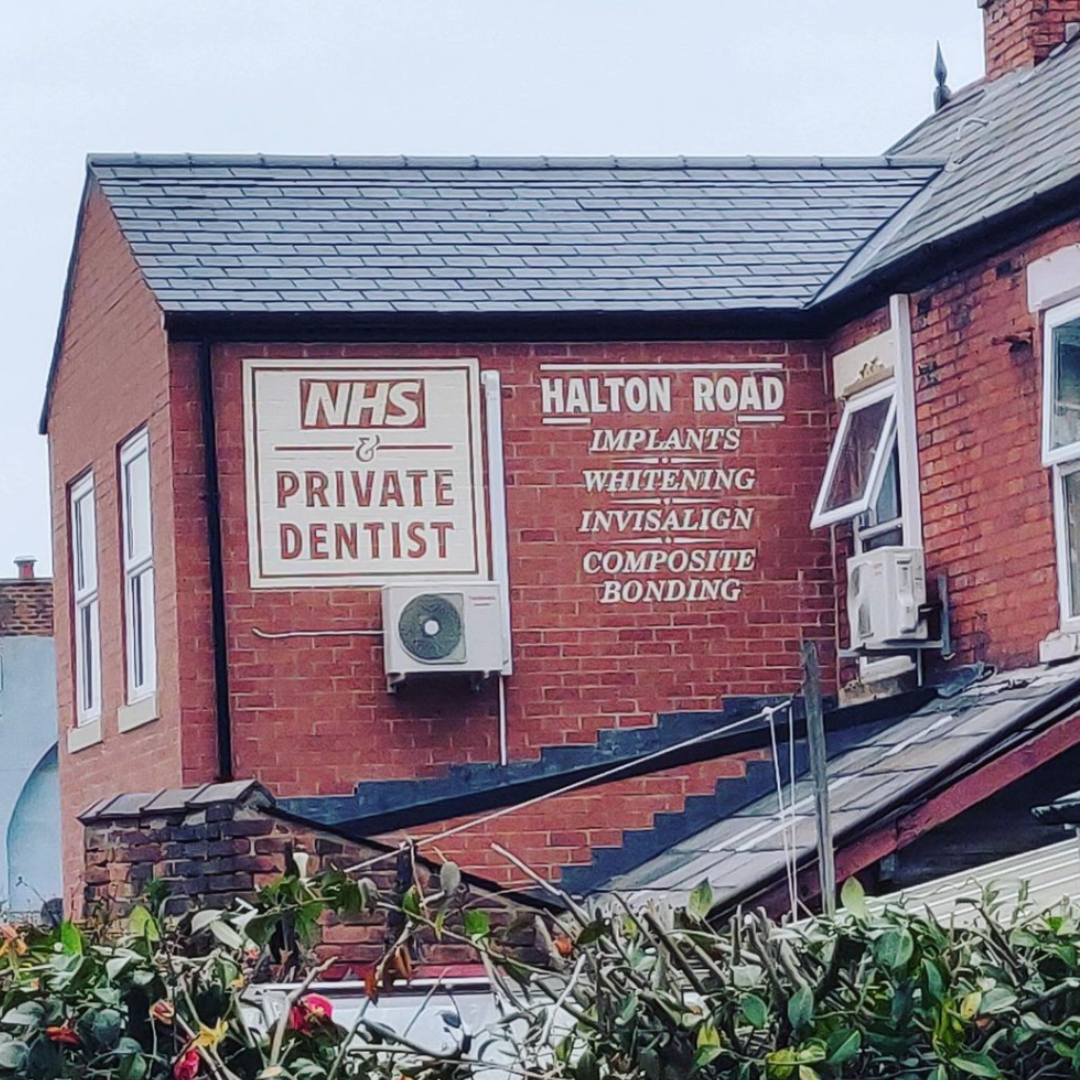 NHS
&
PRIVATE
DENTIST
HALTON ROAD
IMPLANTS
WHITENING
INVISALIGN
COMPOSITE
BONDING